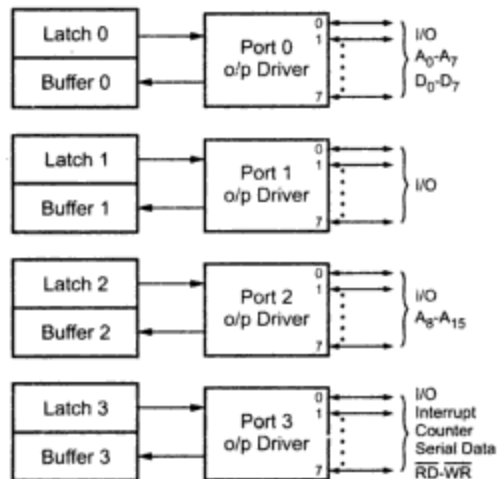 Latch 0
Buffer 0
Port 0
o/p Driver
0
1
7
I/O
A₀-A₇
D₀-D₇
Latch 1
Buffer 1
Port 1
o/p Driver
0
1
7
I/O
Latch 2
Buffer 2
Port 2
o/p Driver
0
1
7
I/O
A₈-A₁₅
Latch 3
Buffer 3
Port 3
o/p Driver
0
1
7
I/O
Interrupt
Counter
Serial Data
R̅D̅-W̅R̅